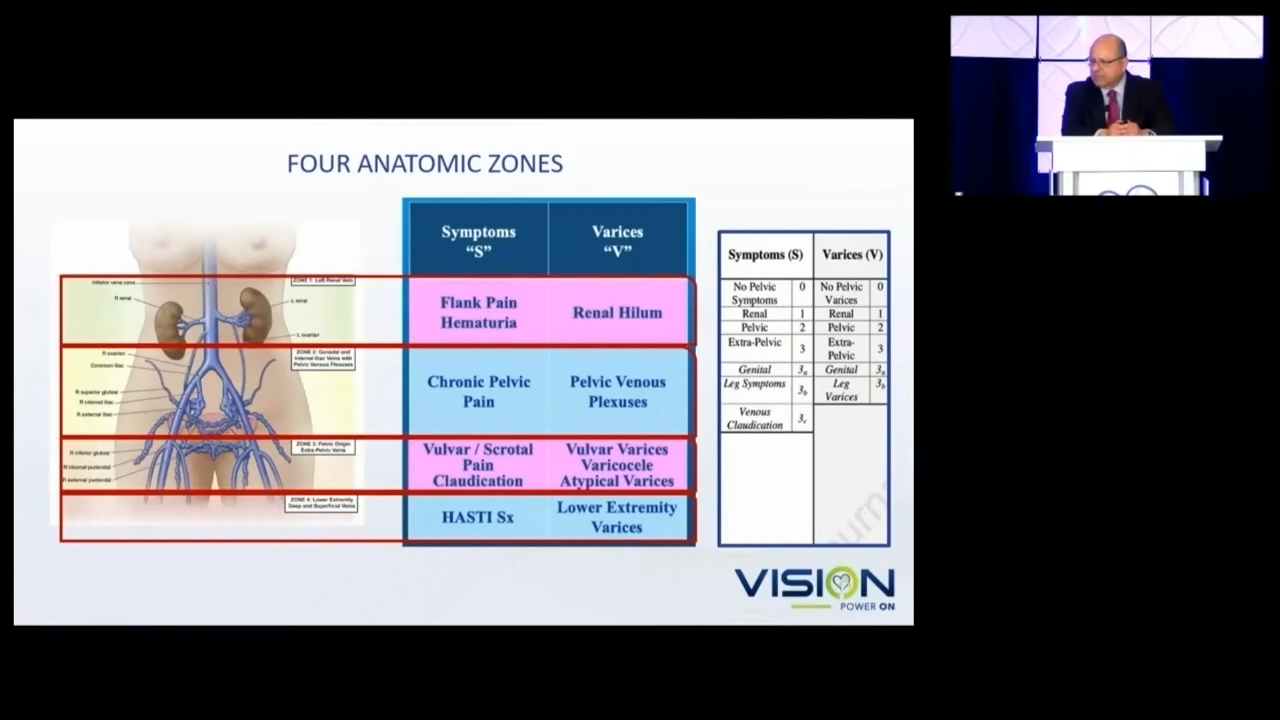 FOUR ANATOMIC ZONES
Inferior vena cava
R renal
R ovarian
Common iliac
R superior gluteal
R internal iliac
R external iliac
R inferior gluteal
R internal pudendal
R external pudendal
ZONE 1: Left Renal Vein
L renal
L ovarian
ZONE 2: Gonadal and
Internal Iliac Veins with
Pelvic Venous Plexuses
ZONE 3: Pelvic Origin
Extra-Pelvic Veins
ZONE 4: Lower Extremity
Deep and Superficial Veins
Symptoms Varices
"S" "V"
Flank Pain
Hematuria
Renal Hilum
Chronic Pelvic
Pain
Pelvic Venous
Plexuses
Vulvar / Scrotal
Pain
Claudication
Vulvar Varices
Varicocele
Atypical Varices
HASTI Sx
Lower Extremity
Varices
Symptoms (S) Varices (V)
No Pelvic 0 No Pelvic 0
Symptoms Varices
Renal 1 Renal 1
Pelvic 2 Pelvic 2
Extra-Pelvic 3 Extra- 3
Pelvic
Genital 3a Genital 3a
Leg Symptoms 3b Leg 3b
Varices
Venous 3c
Claudication
VISION
POWER ON